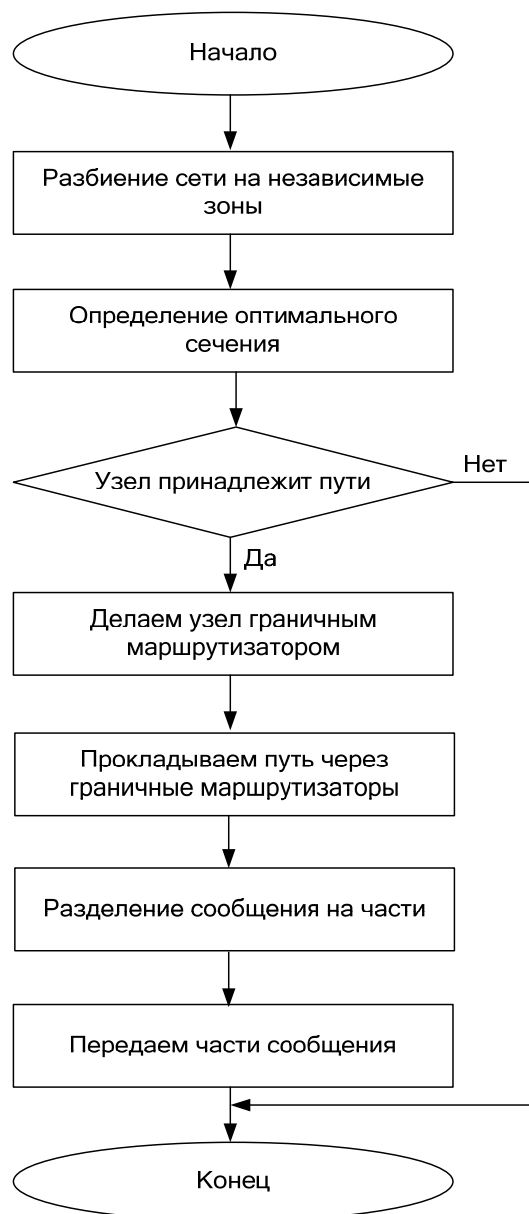 Начало
Разбиение сети на независимые
зоны
Определение оптимального
сечения
Узел принадлежит пути
Нет
Да
Делаем узел граничным
маршрутизатором
Прокладываем путь через
граничные маршрутизаторы
Разделение сообщения на части
Передаем части сообщения
Конец